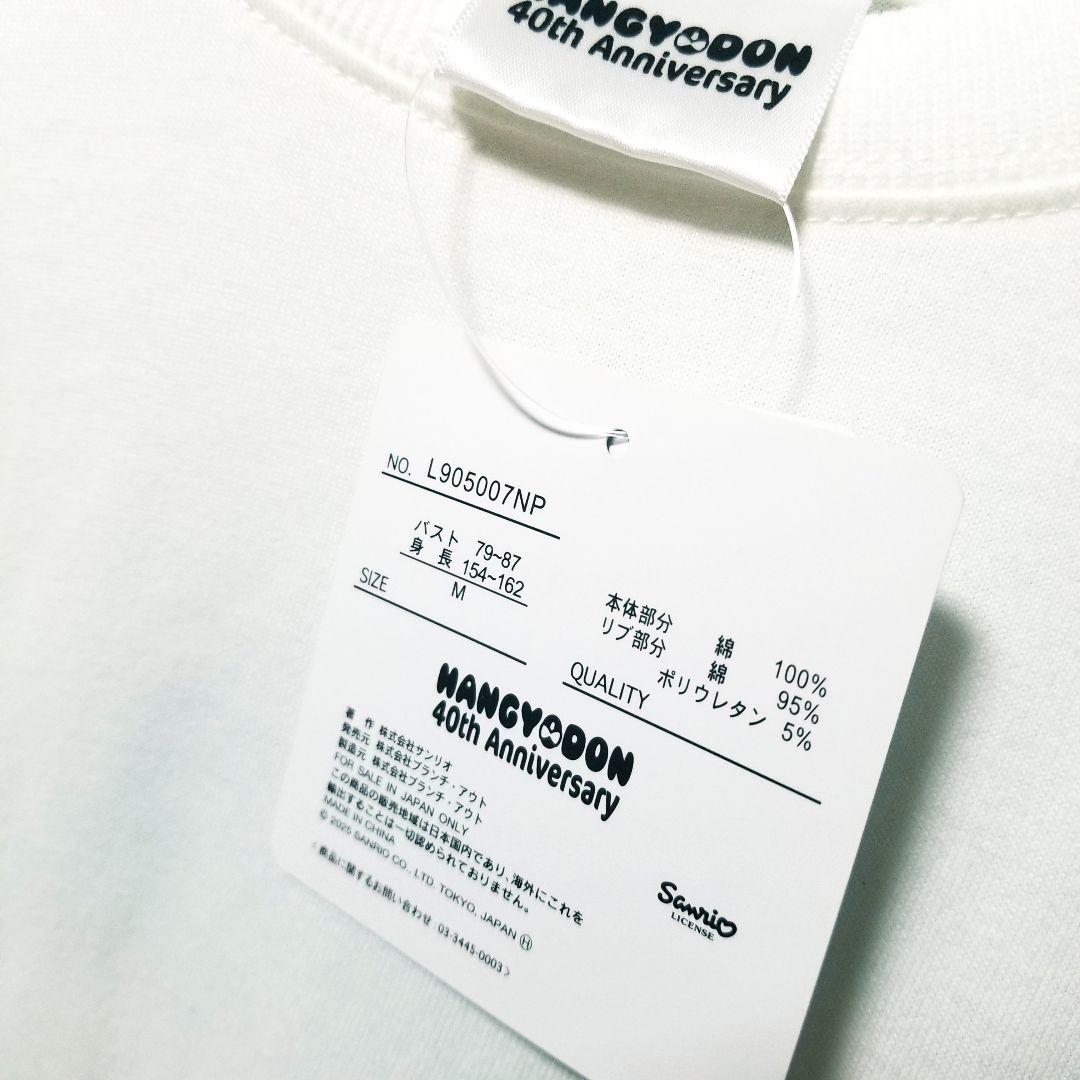 HANGYODON
40th Anniversary
NO. L905007NP
バスト 79~87
身 長 154~162
SIZE M
本体部分 綿 100%
リブ部分 綿 95%
ポリウレタン 5%
QUALITY
HANGYODON
40th Anniversary
著 作 株式会社サンリオ
発売元 株式会社ブランチ・アウト
製造元 株式会社ブランチ・アウト
FOR SALE IN JAPAN ONLY
この商品の販売地域は日本国内であり、海外にこれを
輸出することは一切認められておりません。
MADE IN CHINA
© 2025 SANRIO CO., LTD. TOKYO, JAPAN Ⓗ
<商品に関するお問い合わせ:03-3445-0003>
Sanrio
LICENSE